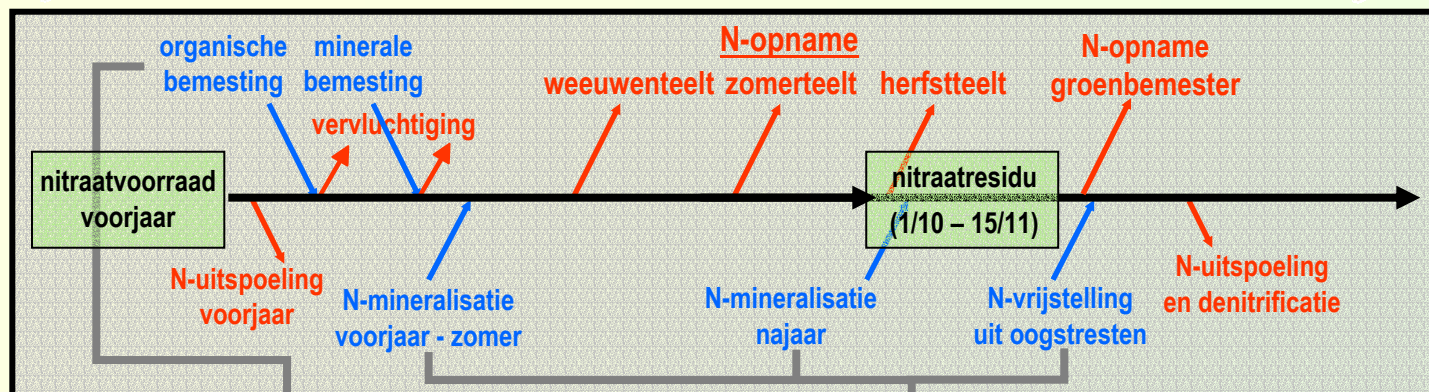 organische
bemesting
minerale
bemesting
vervluchtiging
N-opname
weeuwenteelt zomerteelt herfstteelt
N-opname
groenbemester
nitraatvoorraad
voorjaar
nitraatresidu
(1/10 – 15/11)
N-uitspoeling
voorjaar
N-mineralisatie
voorjaar - zomer
N-mineralisatie
najaar
N-vrijstelling
uit oogstresten
N-uitspoeling
en denitrificatie